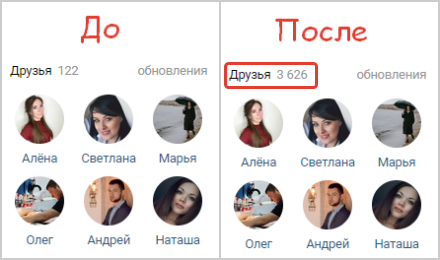 До
Друзья 122 обновления
Алёна Светлана Марья
Олег Андрей Наташа
После
Друзья 3 626 обновления
Алёна Светлана Марья
Олег Андрей Наташа